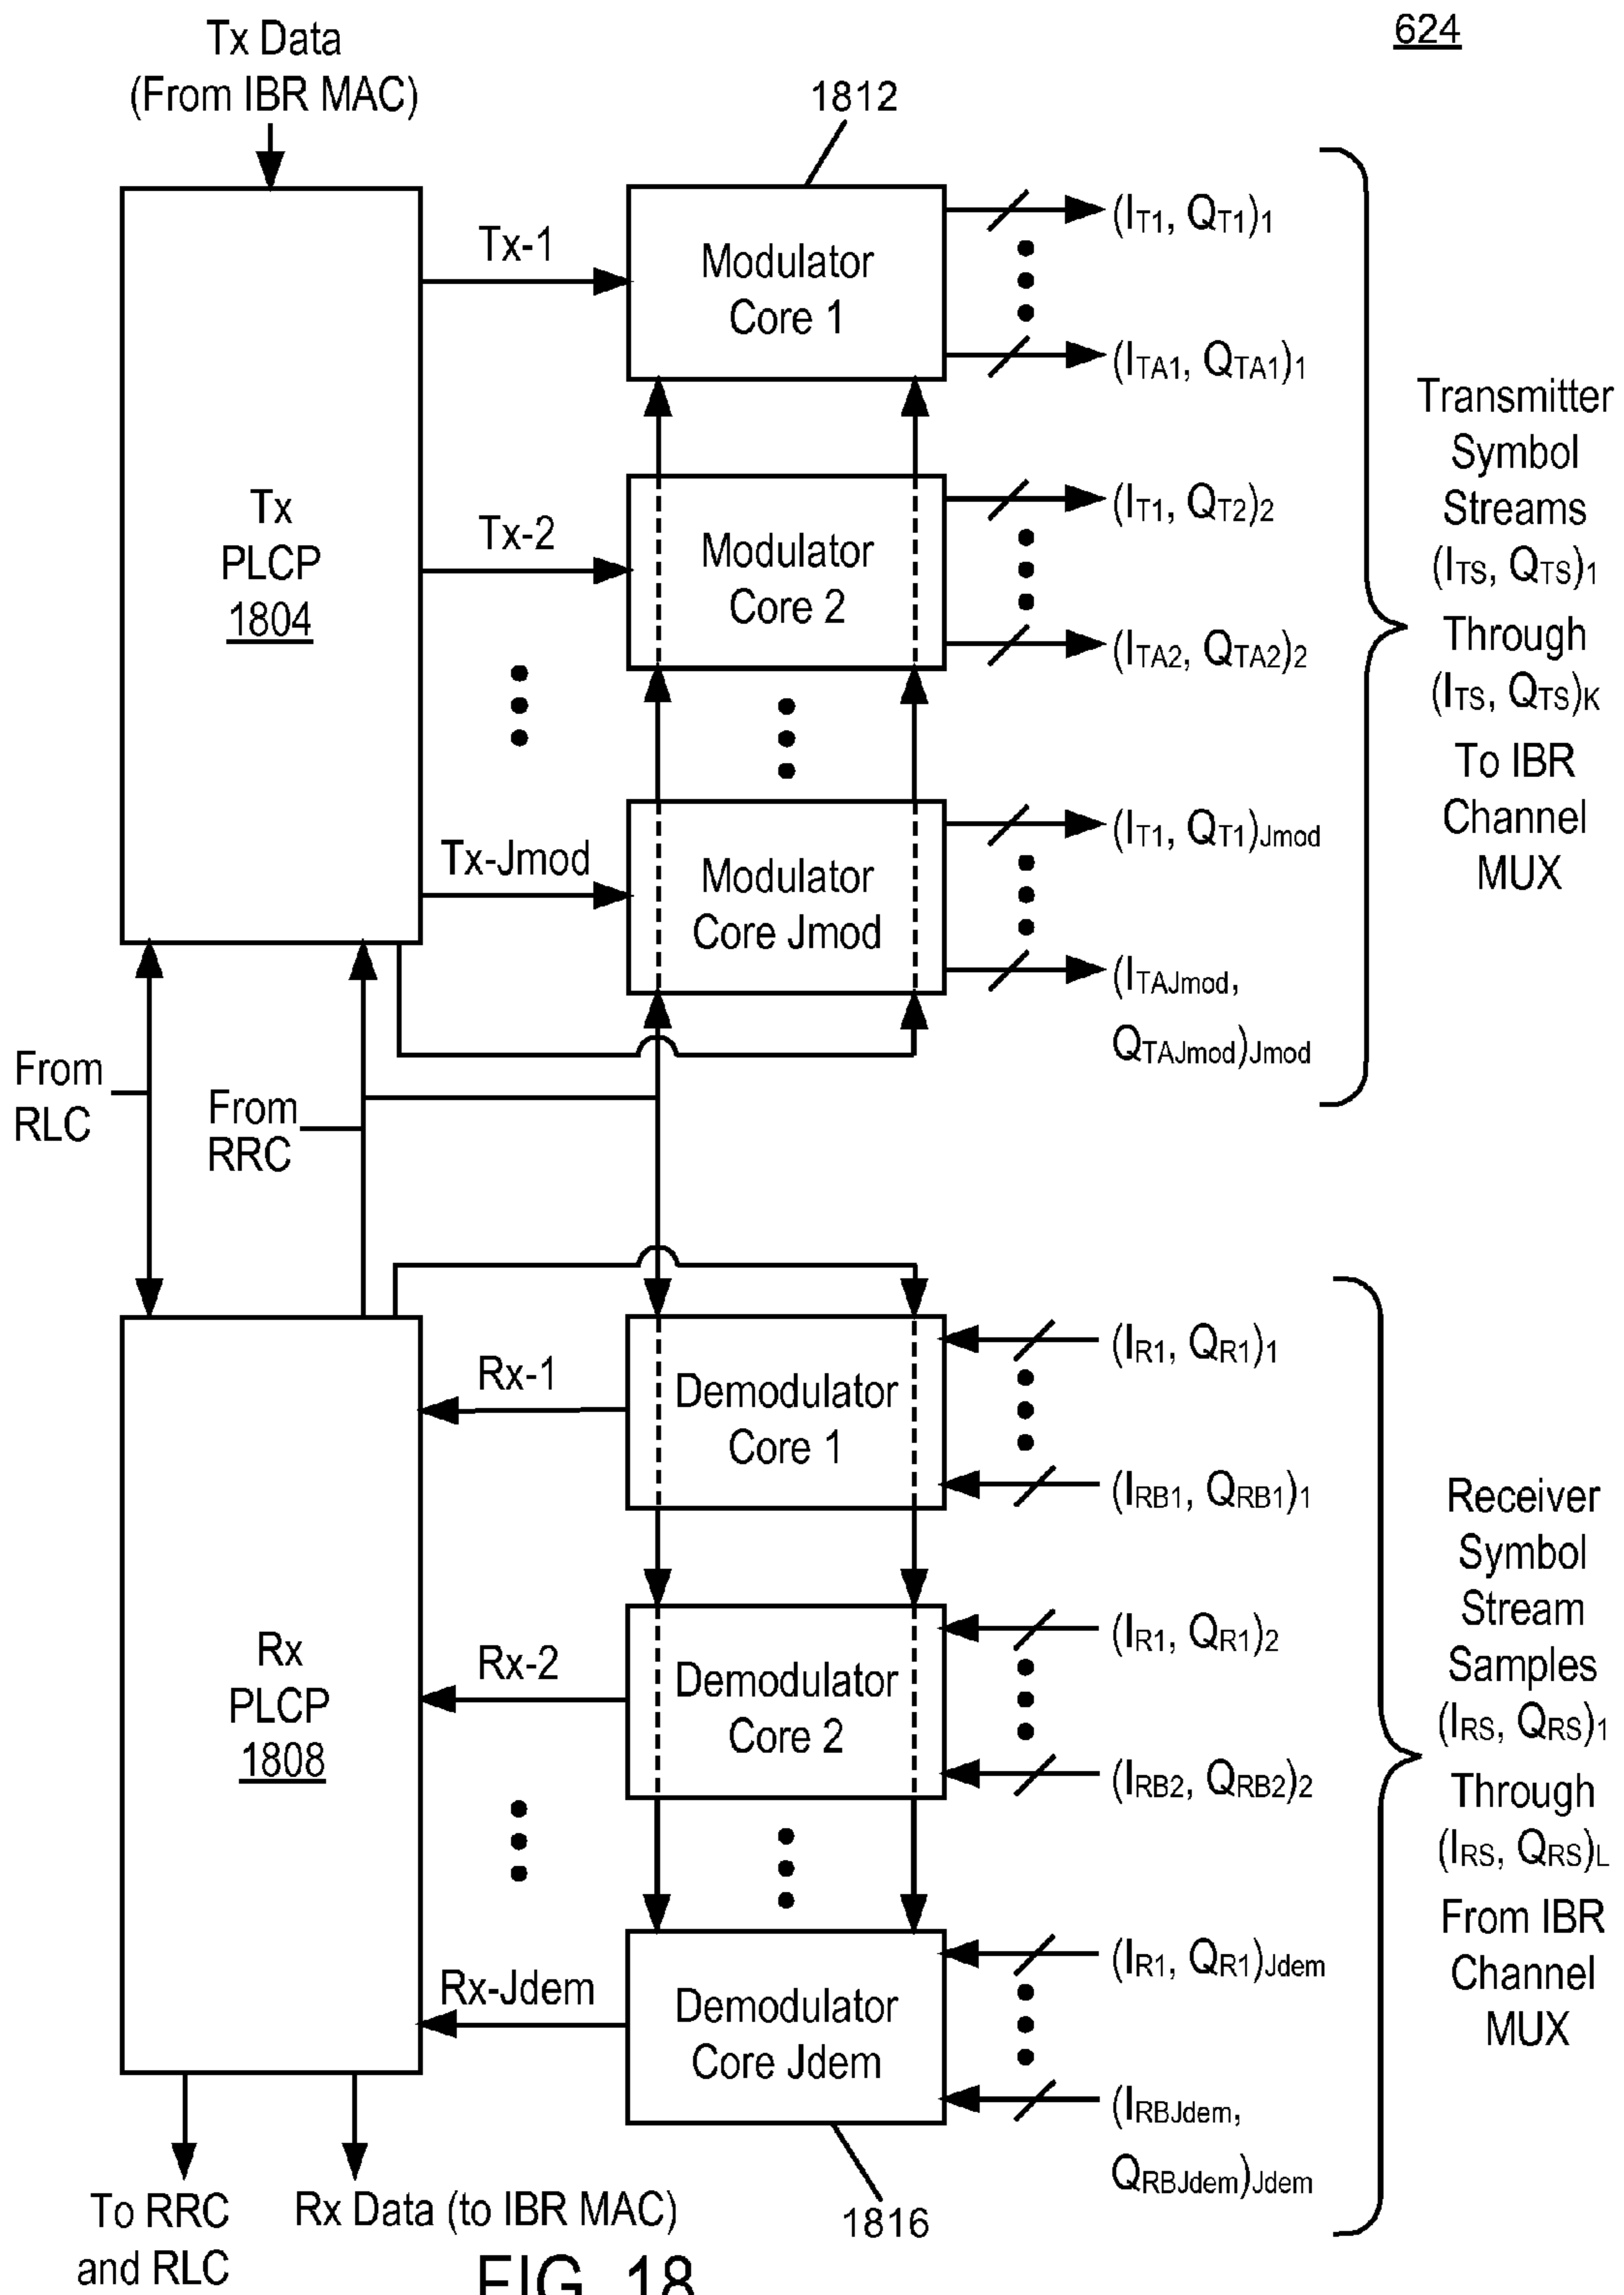 624
Tx Data
(From IBR MAC)
1812
Tx
PLCP
1804
Tx-1
Tx-2
Tx-Jmod
Modulator
Core 1
Modulator
Core 2
Modulator
Core Jmod
(IT1, QT1)1
(ITA1, QTA1)1
(IT1, QT2)2
(ITA2, QTA2)2
(IT1, QT1)Jmod
(ITAJmod,
QTAJmod)Jmod
Transmitter
Symbol
Streams
(ITS, QTS)1
Through
(ITS, QTS)K
To IBR
Channel
MUX
From
RLC
From
RRC
Rx
PLCP
1808
Rx-1
Rx-2
Rx-Jdem
Demodulator
Core 1
Demodulator
Core 2
Demodulator
Core Jdem
(IR1, QR1)1
(IRB1, QRB1)1
(IR1, QR1)2
(IRB2, QRB2)2
(IR1, QR1)Jdem
(IRBJdem,
QRBJdem)Jdem
Receiver
Symbol
Stream
Samples
(IRS, QRS)1
Through
(IRS, QRS)L
From IBR
Channel
MUX
To RRC
and RLC
Rx Data (to IBR MAC)
1816
FIG. 18